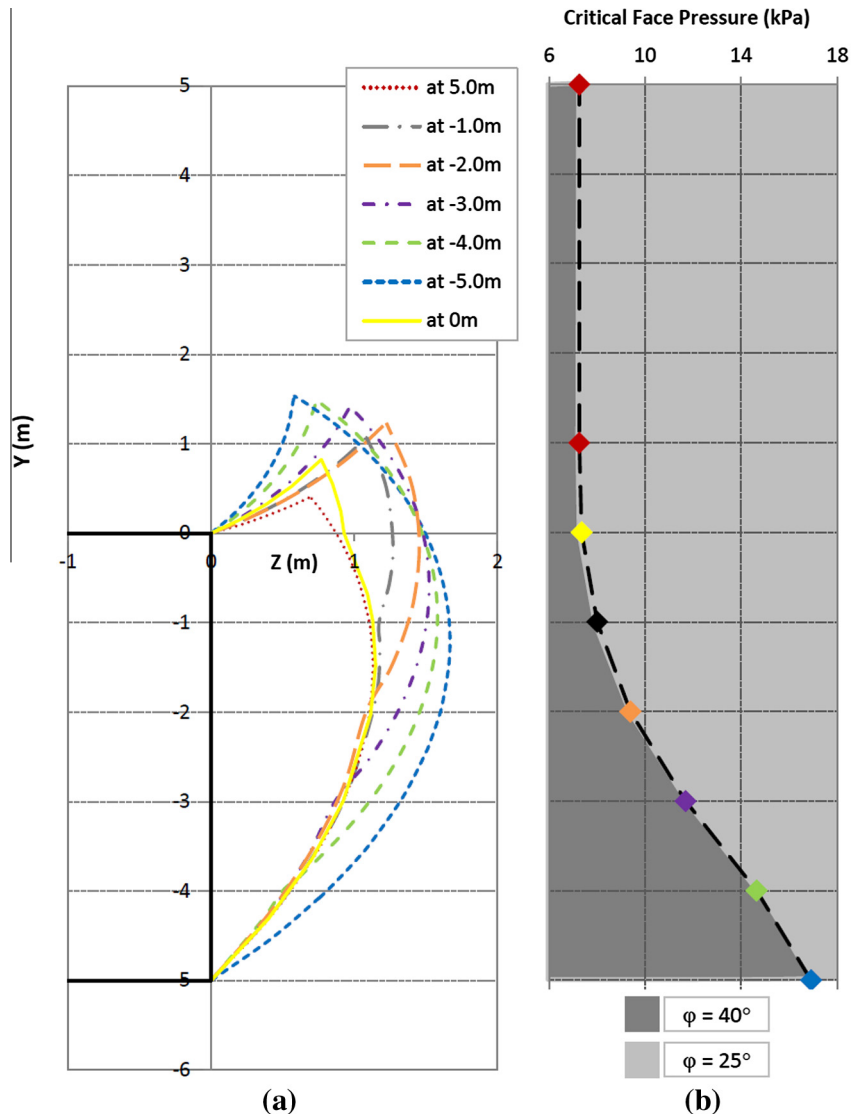 Critical Face Pressure (kPa)
6 10 14 18
5
4
3
2
1
0
-1
-2
-3
-4
-5
-6
Y (m)
-1 0 1 2
Z (m)
at 5.0m
at -1.0m
at -2.0m
at -3.0m
at -4.0m
at -5.0m
at 0m
φ = 40°
φ = 25°
(a) (b)